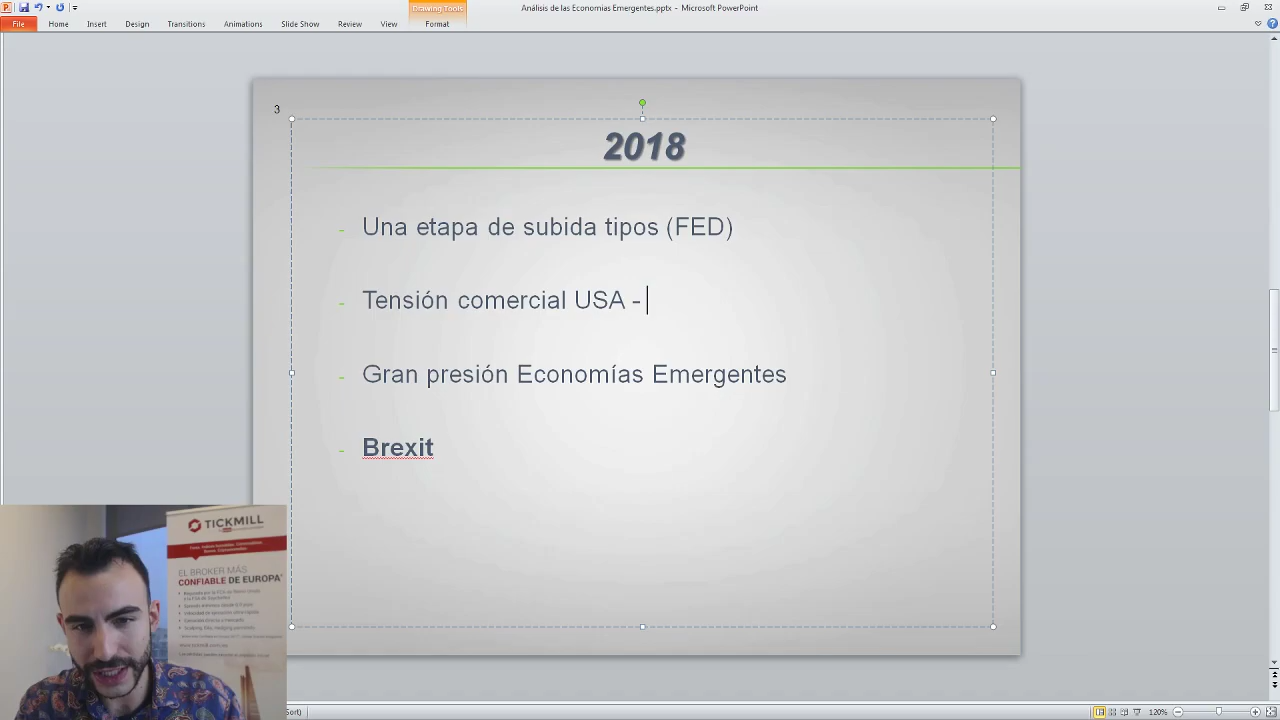 Análisis de las Economías Emergentes.pptx - Microsoft PowerPoint
Drawing Tools
File Home Insert Design Transitions Animations Slide Show Review View Format
3
2018
- Una etapa de subida tipos (FED)
- Tensión comercial USA -
- Gran presión Economías Emergentes
- Brexit
TICKMILL
EL BROKER MÁS
CONFIABLE DE EUROPA*
120%